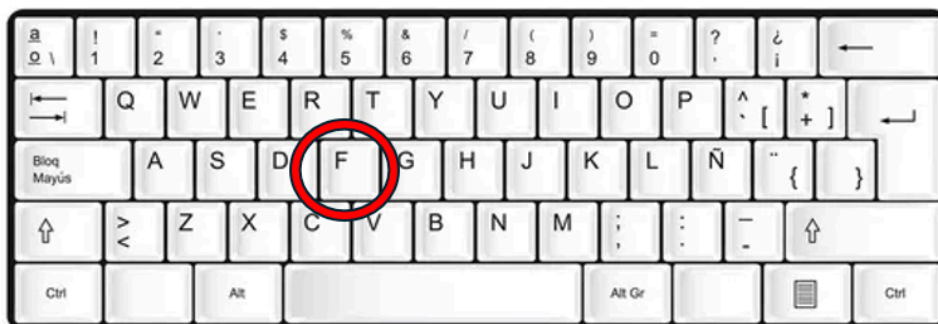 a ! " · $ % & / ( ) = ? ¿
o \ 1 2 3 4 5 6 7 8 9 0 ' ¡
Q W E R T Y U I O P ^ ` [ * + ]
Bloq Mayús A S D F G H J K L Ñ ¨ { }
> < Z X C V B N M ; , : . _ -
Ctrl Alt Alt Gr Ctrl